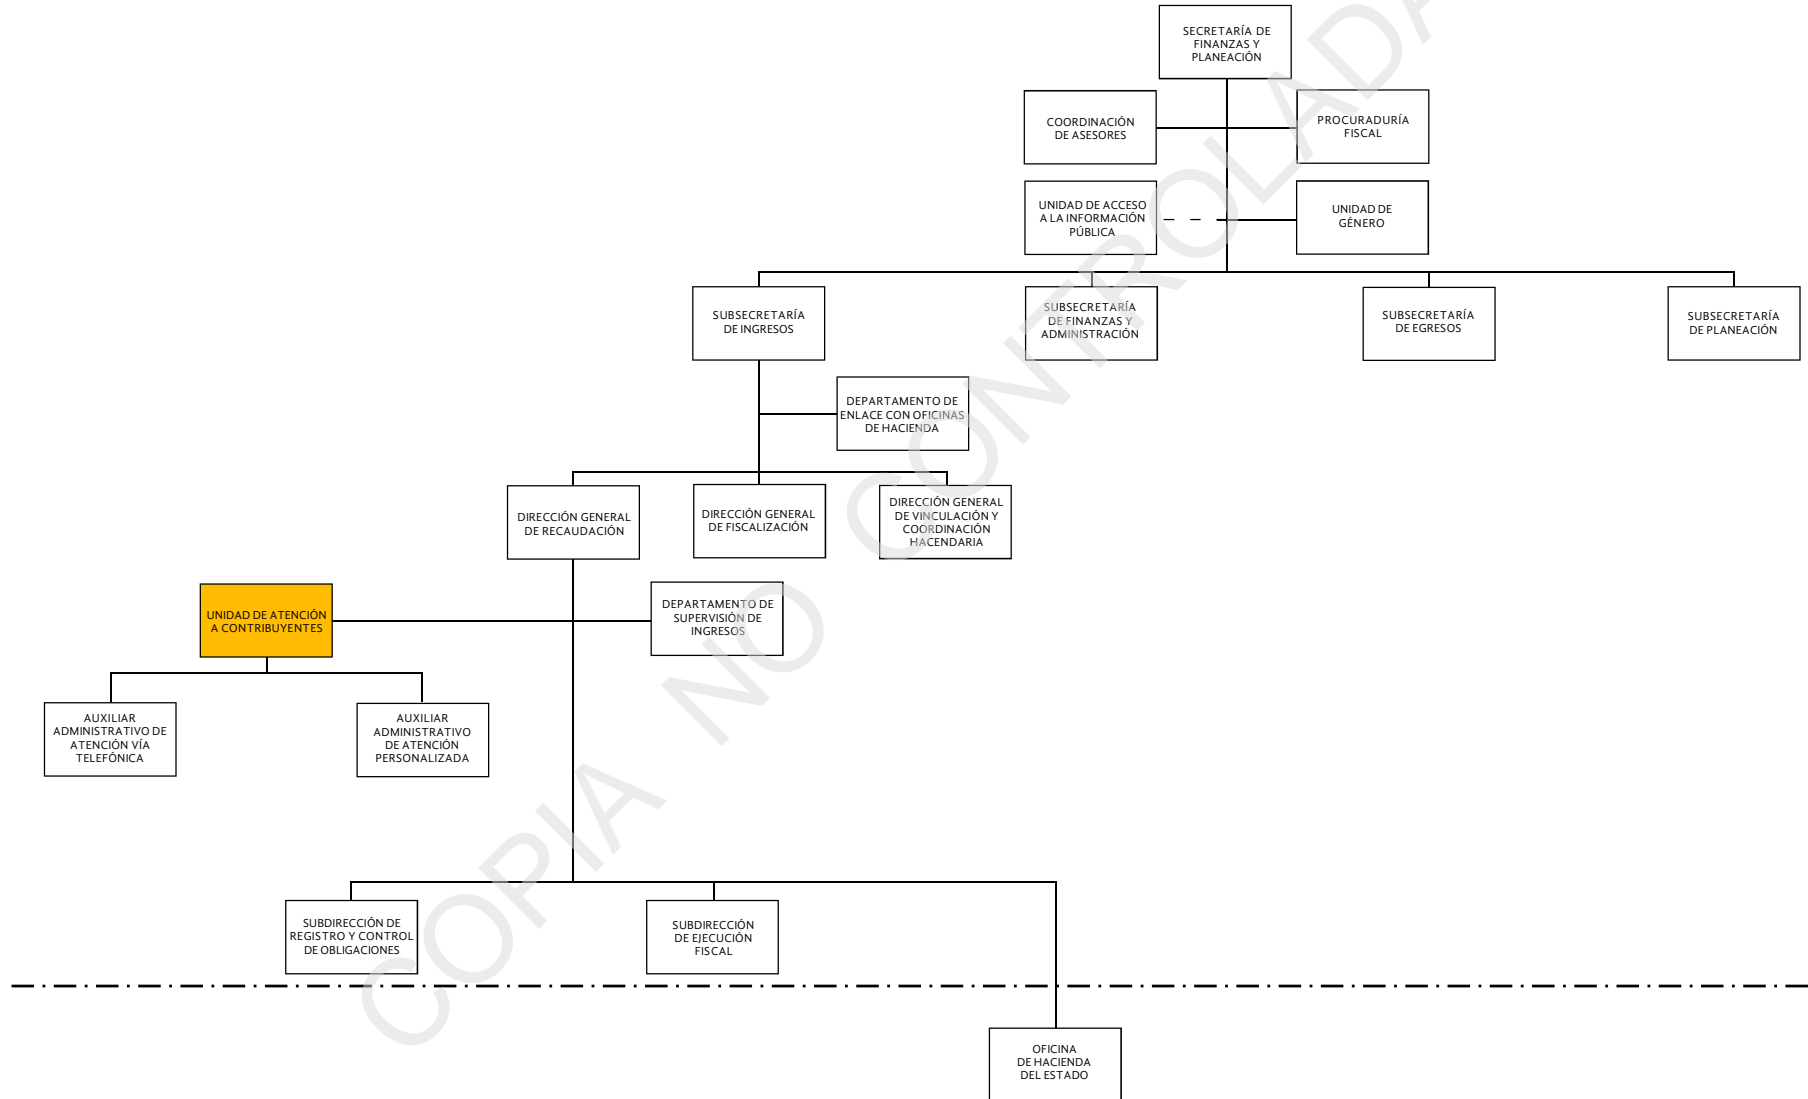 SECRETARÍA DE
FINANZAS Y
PLANEACIÓN
COORDINACIÓN
DE ASESORES
PROCURADURÍA
FISCAL
UNIDAD DE ACCESO
A LA INFORMACIÓN
PÚBLICA
UNIDAD DE
GÉNERO
SUBSECRETARÍA
DE INGRESOS
SUBSECRETARÍA
DE FINANZAS Y
ADMINISTRACIÓN
SUBSECRETARÍA
DE EGRESOS
SUBSECRETARÍA
DE PLANEACIÓN
DEPARTAMENTO DE
ENLACE CON OFICINAS
DE HACIENDA
DIRECCIÓN GENERAL
DE RECAUDACIÓN
DIRECCIÓN GENERAL
DE FISCALIZACIÓN
DIRECCIÓN GENERAL
DE VINCULACIÓN Y
COORDINACIÓN
HACENDARIA
UNIDAD DE ATENCIÓN
A CONTRIBUYENTES
DEPARTAMENTO DE
SUPERVISIÓN DE
INGRESOS
AUXILIAR
ADMINISTRATIVO DE
ATENCIÓN VÍA
TELEFÓNICA
AUXILIAR
ADMINISTRATIVO
DE ATENCIÓN
PERSONALIZADA
SUBDIRECCIÓN DE
REGISTRO Y CONTROL
DE OBLIGACIONES
SUBDIRECCIÓN
DE EJECUCIÓN
FISCAL
OFICINA
DE HACIENDA
DEL ESTADO
COPIA NO CONTROLADA